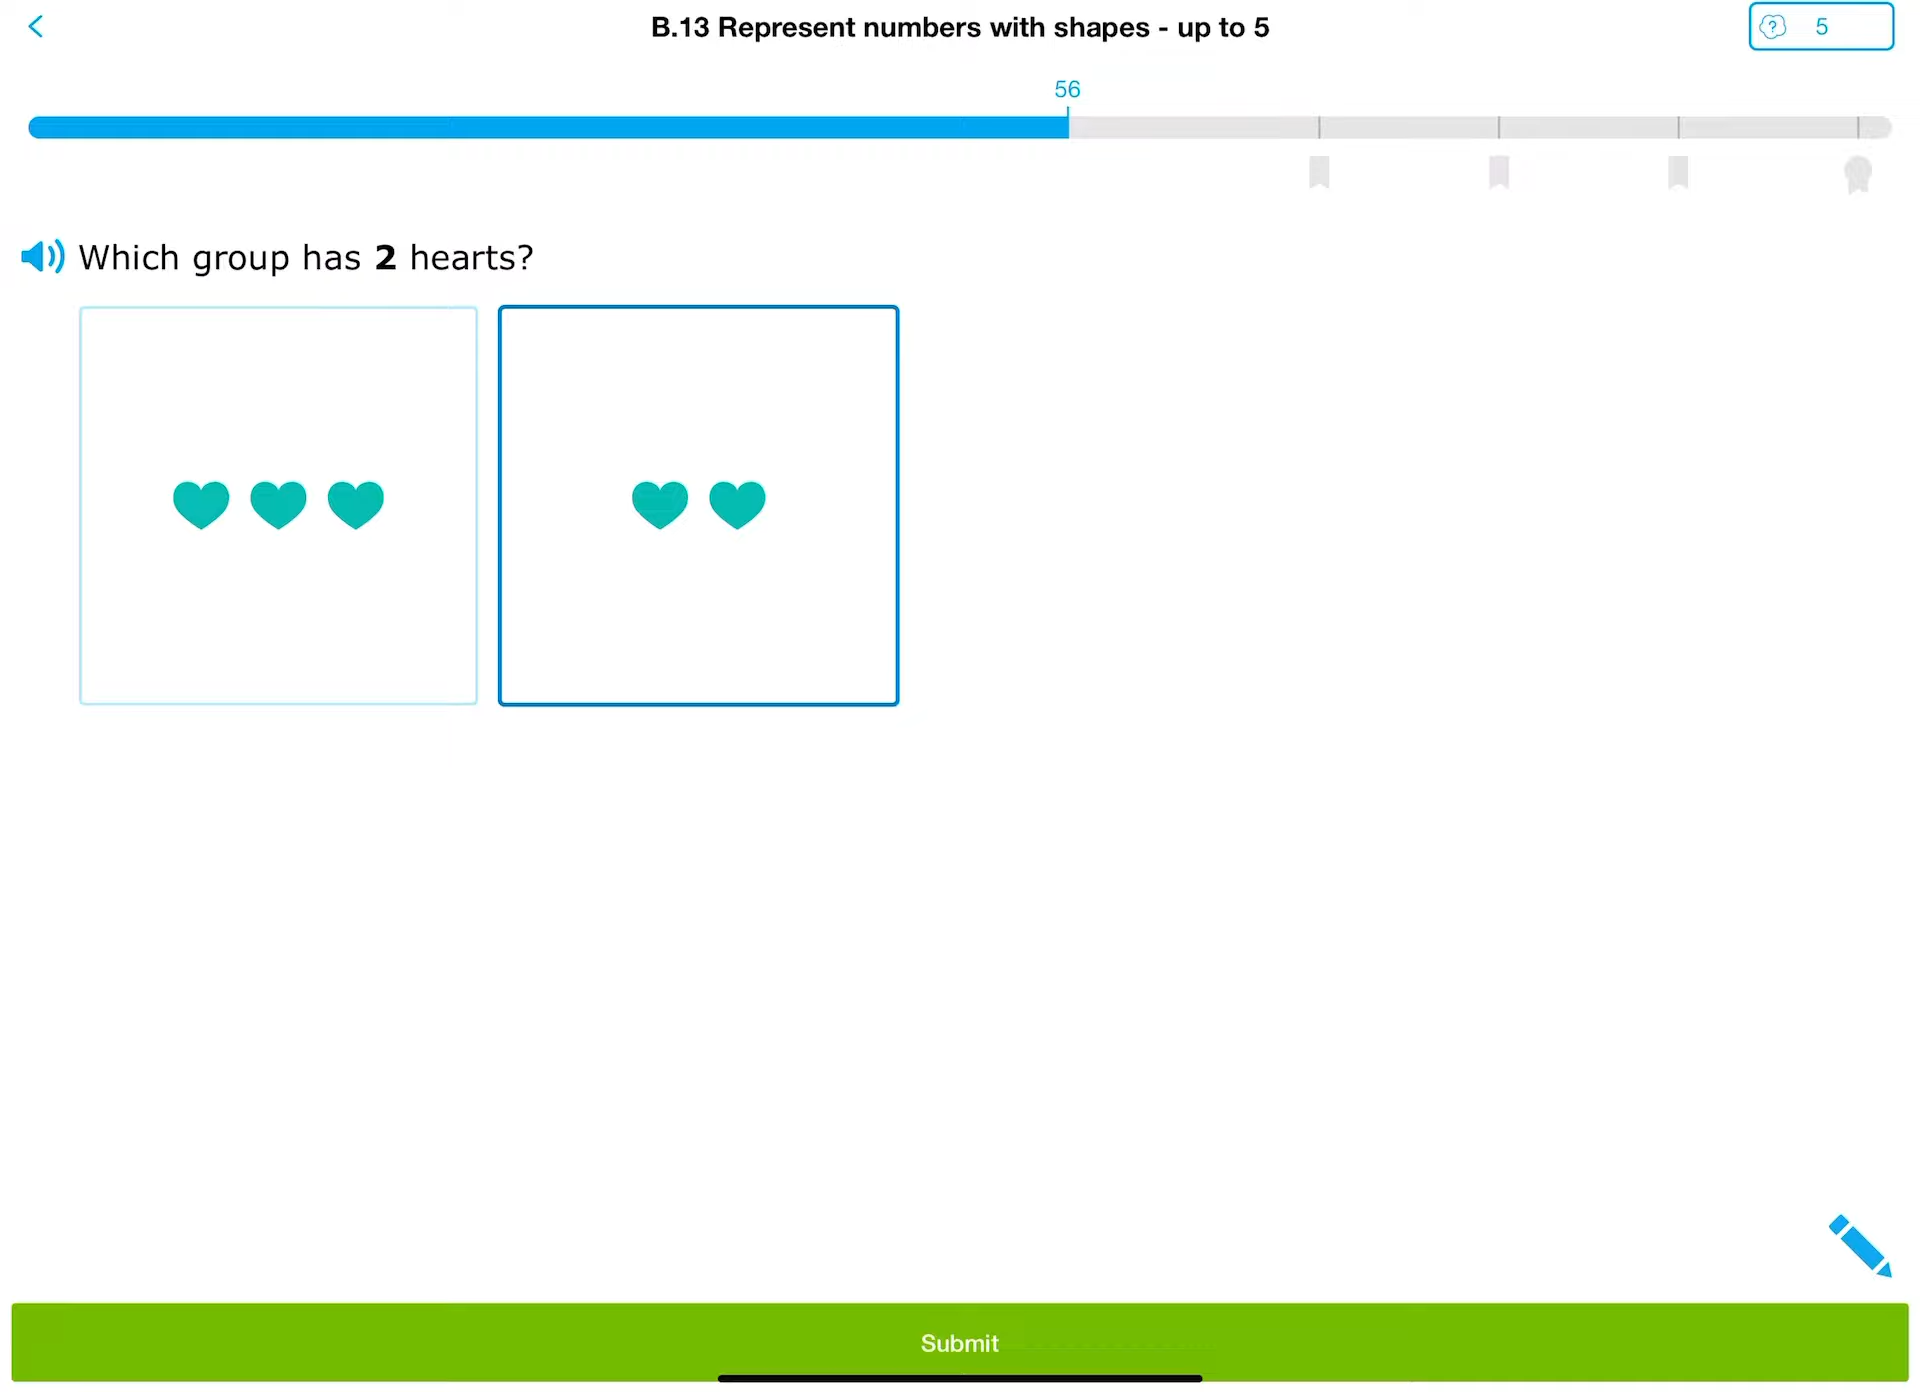 B.13 Represent numbers with shapes - up to 5
? 5
56
Which group has 2 hearts?
Submit